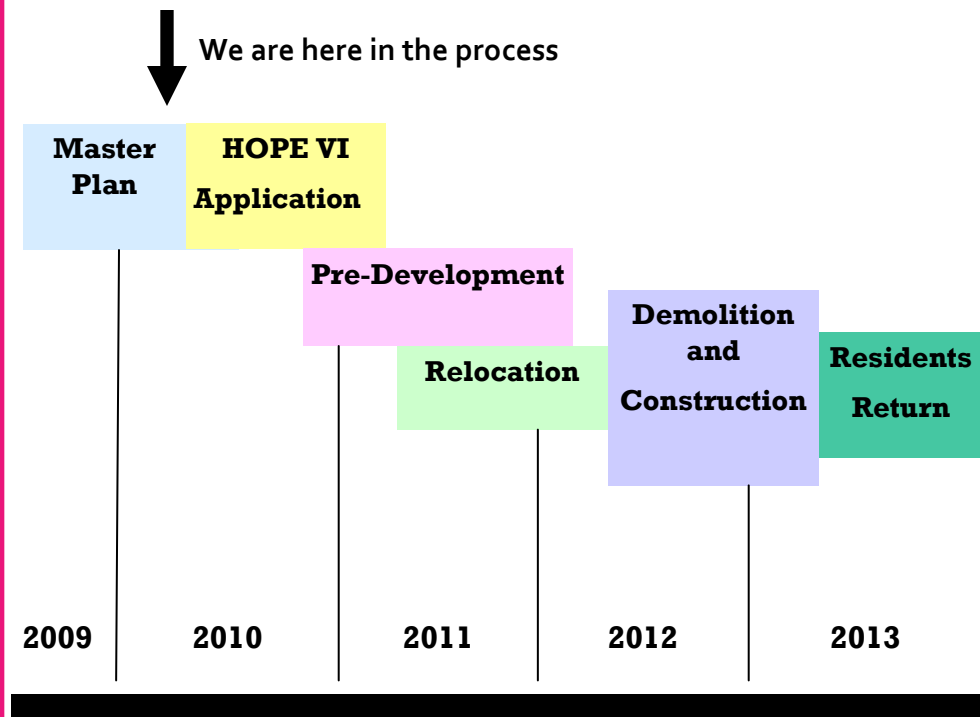 We are here in the process
Master
Plan
HOPE VI
Application
Pre-Development
Relocation
Demolition
and
Construction
Residents
Return
2009
2010
2011
2012
2013